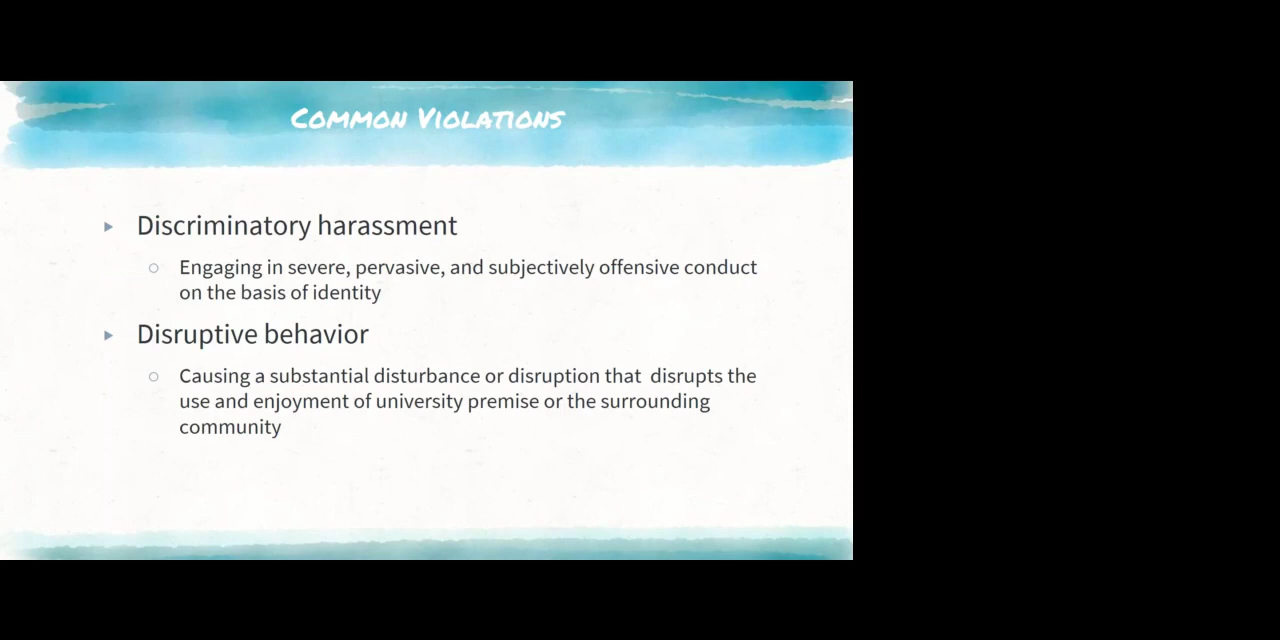 Common Violations
Discriminatory harassment
Engaging in severe, pervasive, and subjectively offensive conduct
on the basis of identity
Disruptive behavior
Causing a substantial disturbance or disruption that  disrupts the
use and enjoyment of university premise or the surrounding
community